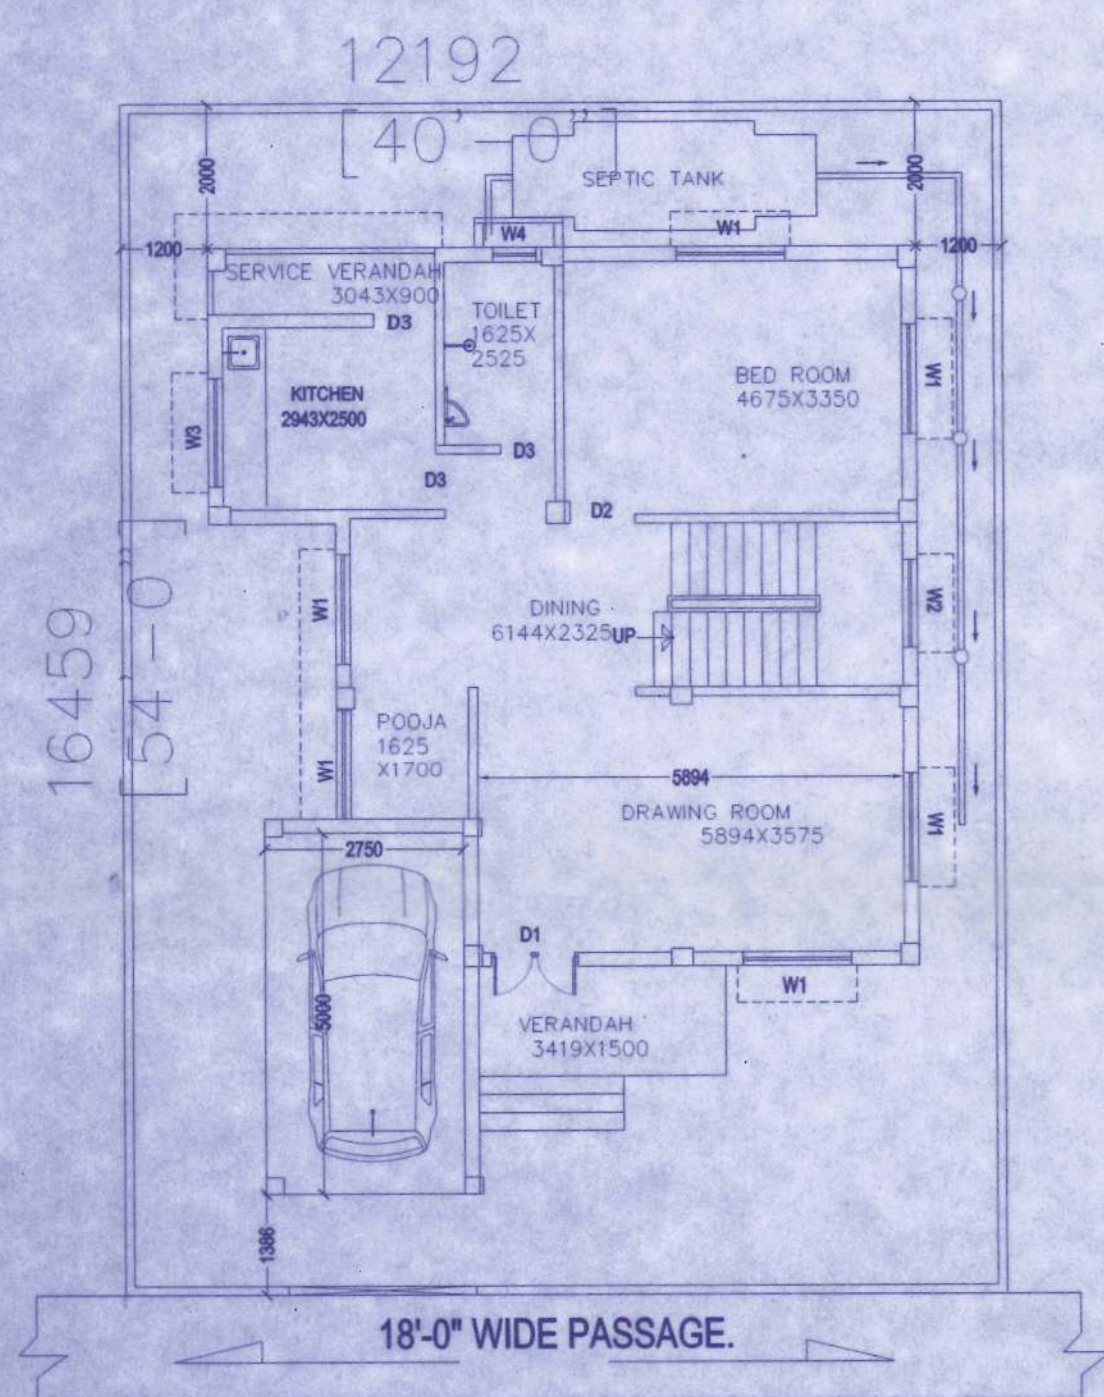 12192
[40'-0"]
SEPTIC TANK
2000
2000
1200
1200
W4
W1
SERVICE VERANDAH
3043X900
D3
TOILET
1625X
2525
KITCHEN
2943X2500
BED ROOM
4675X3350
W1
W3
D3
D3
D2
16459
[54-0]
W1
DINING
6144X2325
UP
W2
POOJA
1625
X1700
W1
5894
DRAWING ROOM
5894X3575
W1
2750
D1
W1
5000
VERANDAH
3419X1500
1386
18'-0" WIDE PASSAGE.